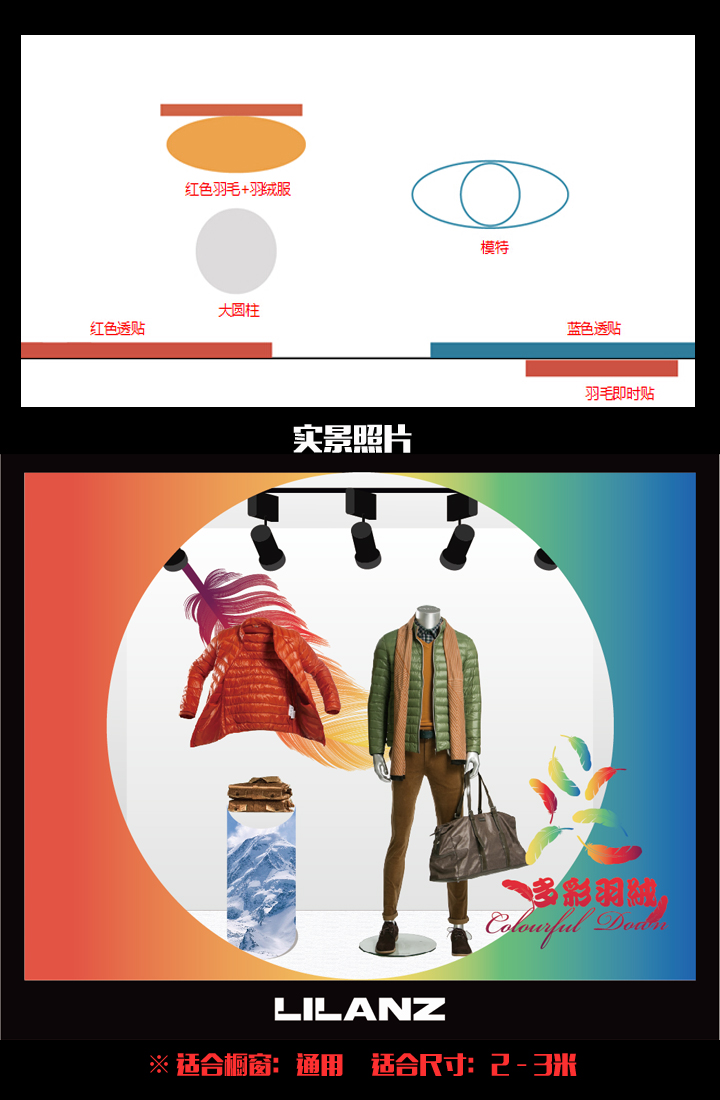 红色羽毛+羽绒服
模特
大圆柱
红色透贴
蓝色透贴
羽毛即时贴
实景照片
多彩羽絨
Colourful Down
LILANZ
※ 适合橱窗：通用 适合尺寸：2-3米